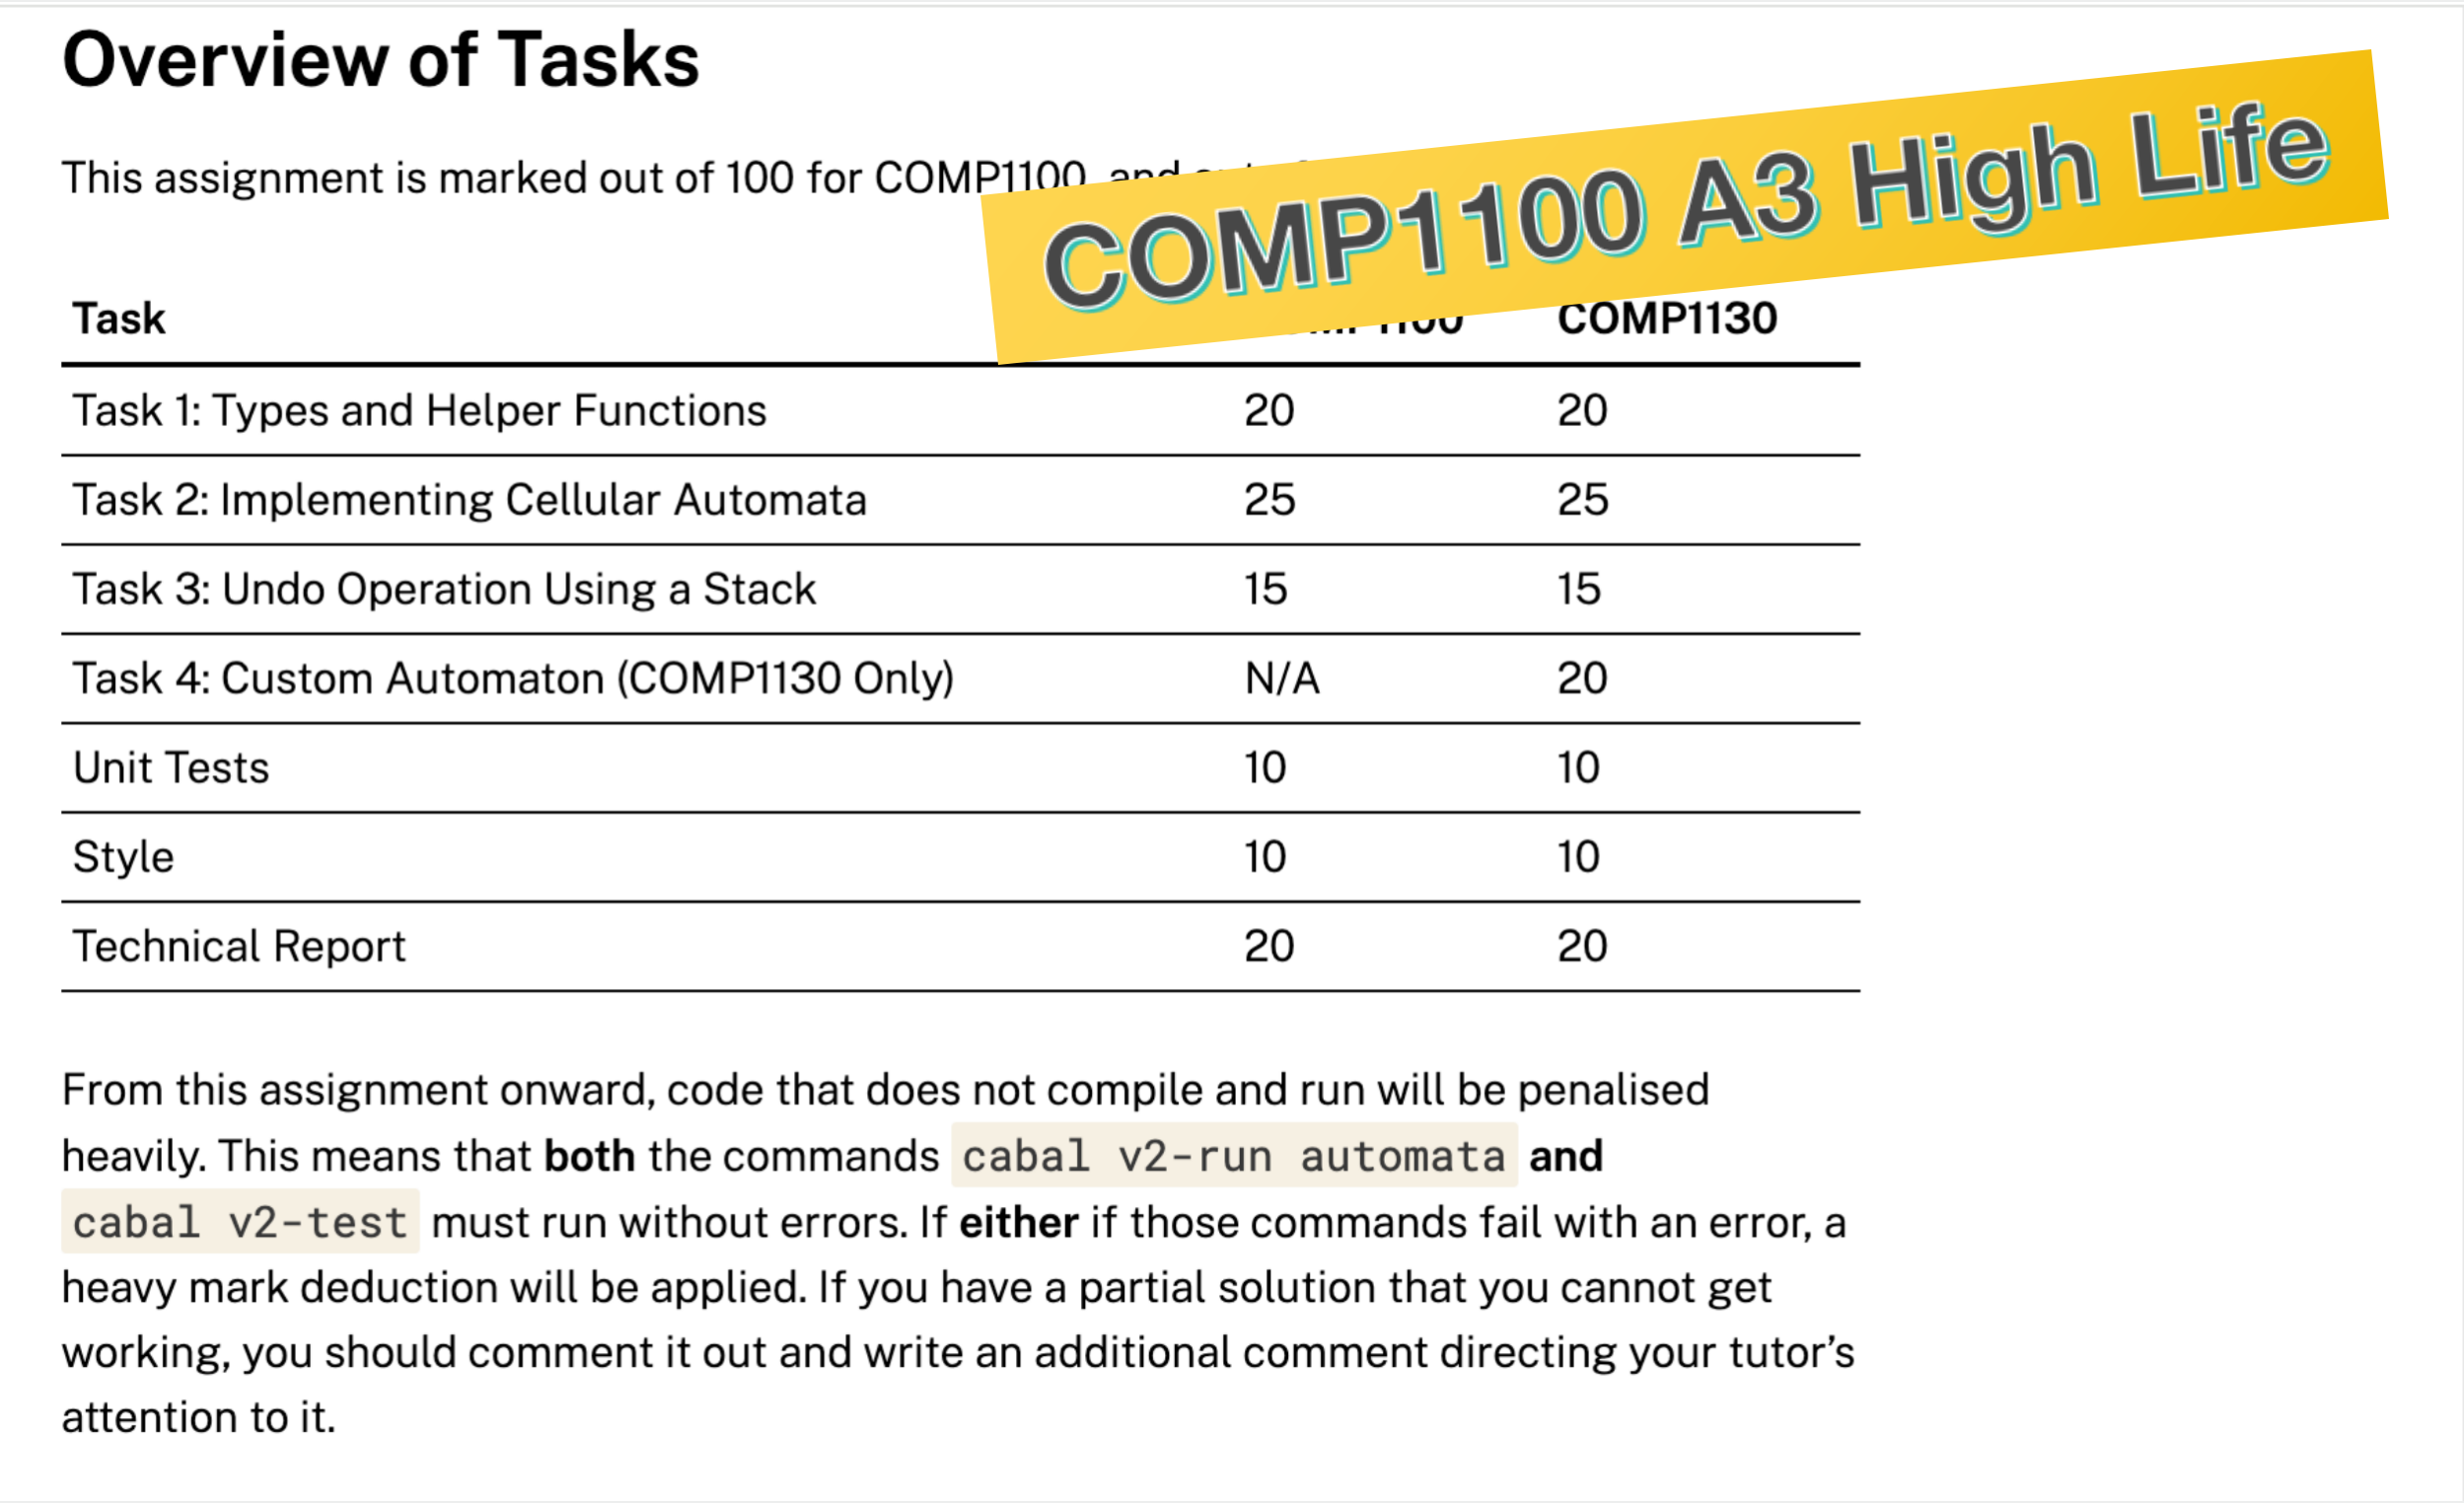 Overview of Tasks
This assignment is marked out of 100 for COMP1100, and
COMP1100 A3 High Life
Task COMP1130
Task 1: Types and Helper Functions 20 20
Task 2: Implementing Cellular Automata 25 25
Task 3: Undo Operation Using a Stack 15 15
Task 4: Custom Automaton (COMP1130 Only) N/A 20
Unit Tests 10 10
Style 10 10
Technical Report 20 20
From this assignment onward, code that does not compile and run will be penalised
heavily. This means that both the commands cabal v2-run automata and
cabal v2-test must run without errors. If either if those commands fail with an error, a
heavy mark deduction will be applied. If you have a partial solution that you cannot get
working, you should comment it out and write an additional comment directing your tutor’s
attention to it.